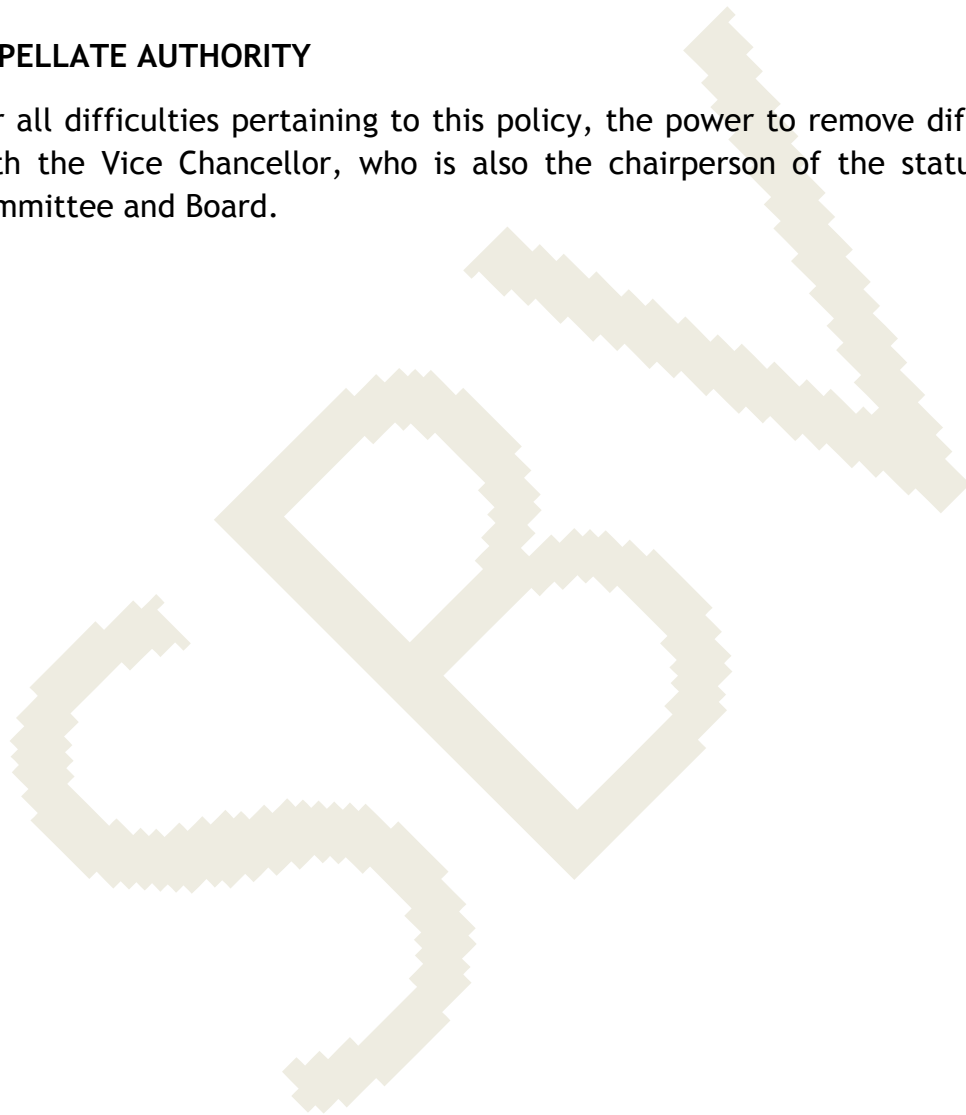 PELLATE AUTHORITY
r all difficulties pertaining to this policy, the power to remove dif
th the Vice Chancellor, who is also the chairperson of the statu
mmittee and Board.
SBV